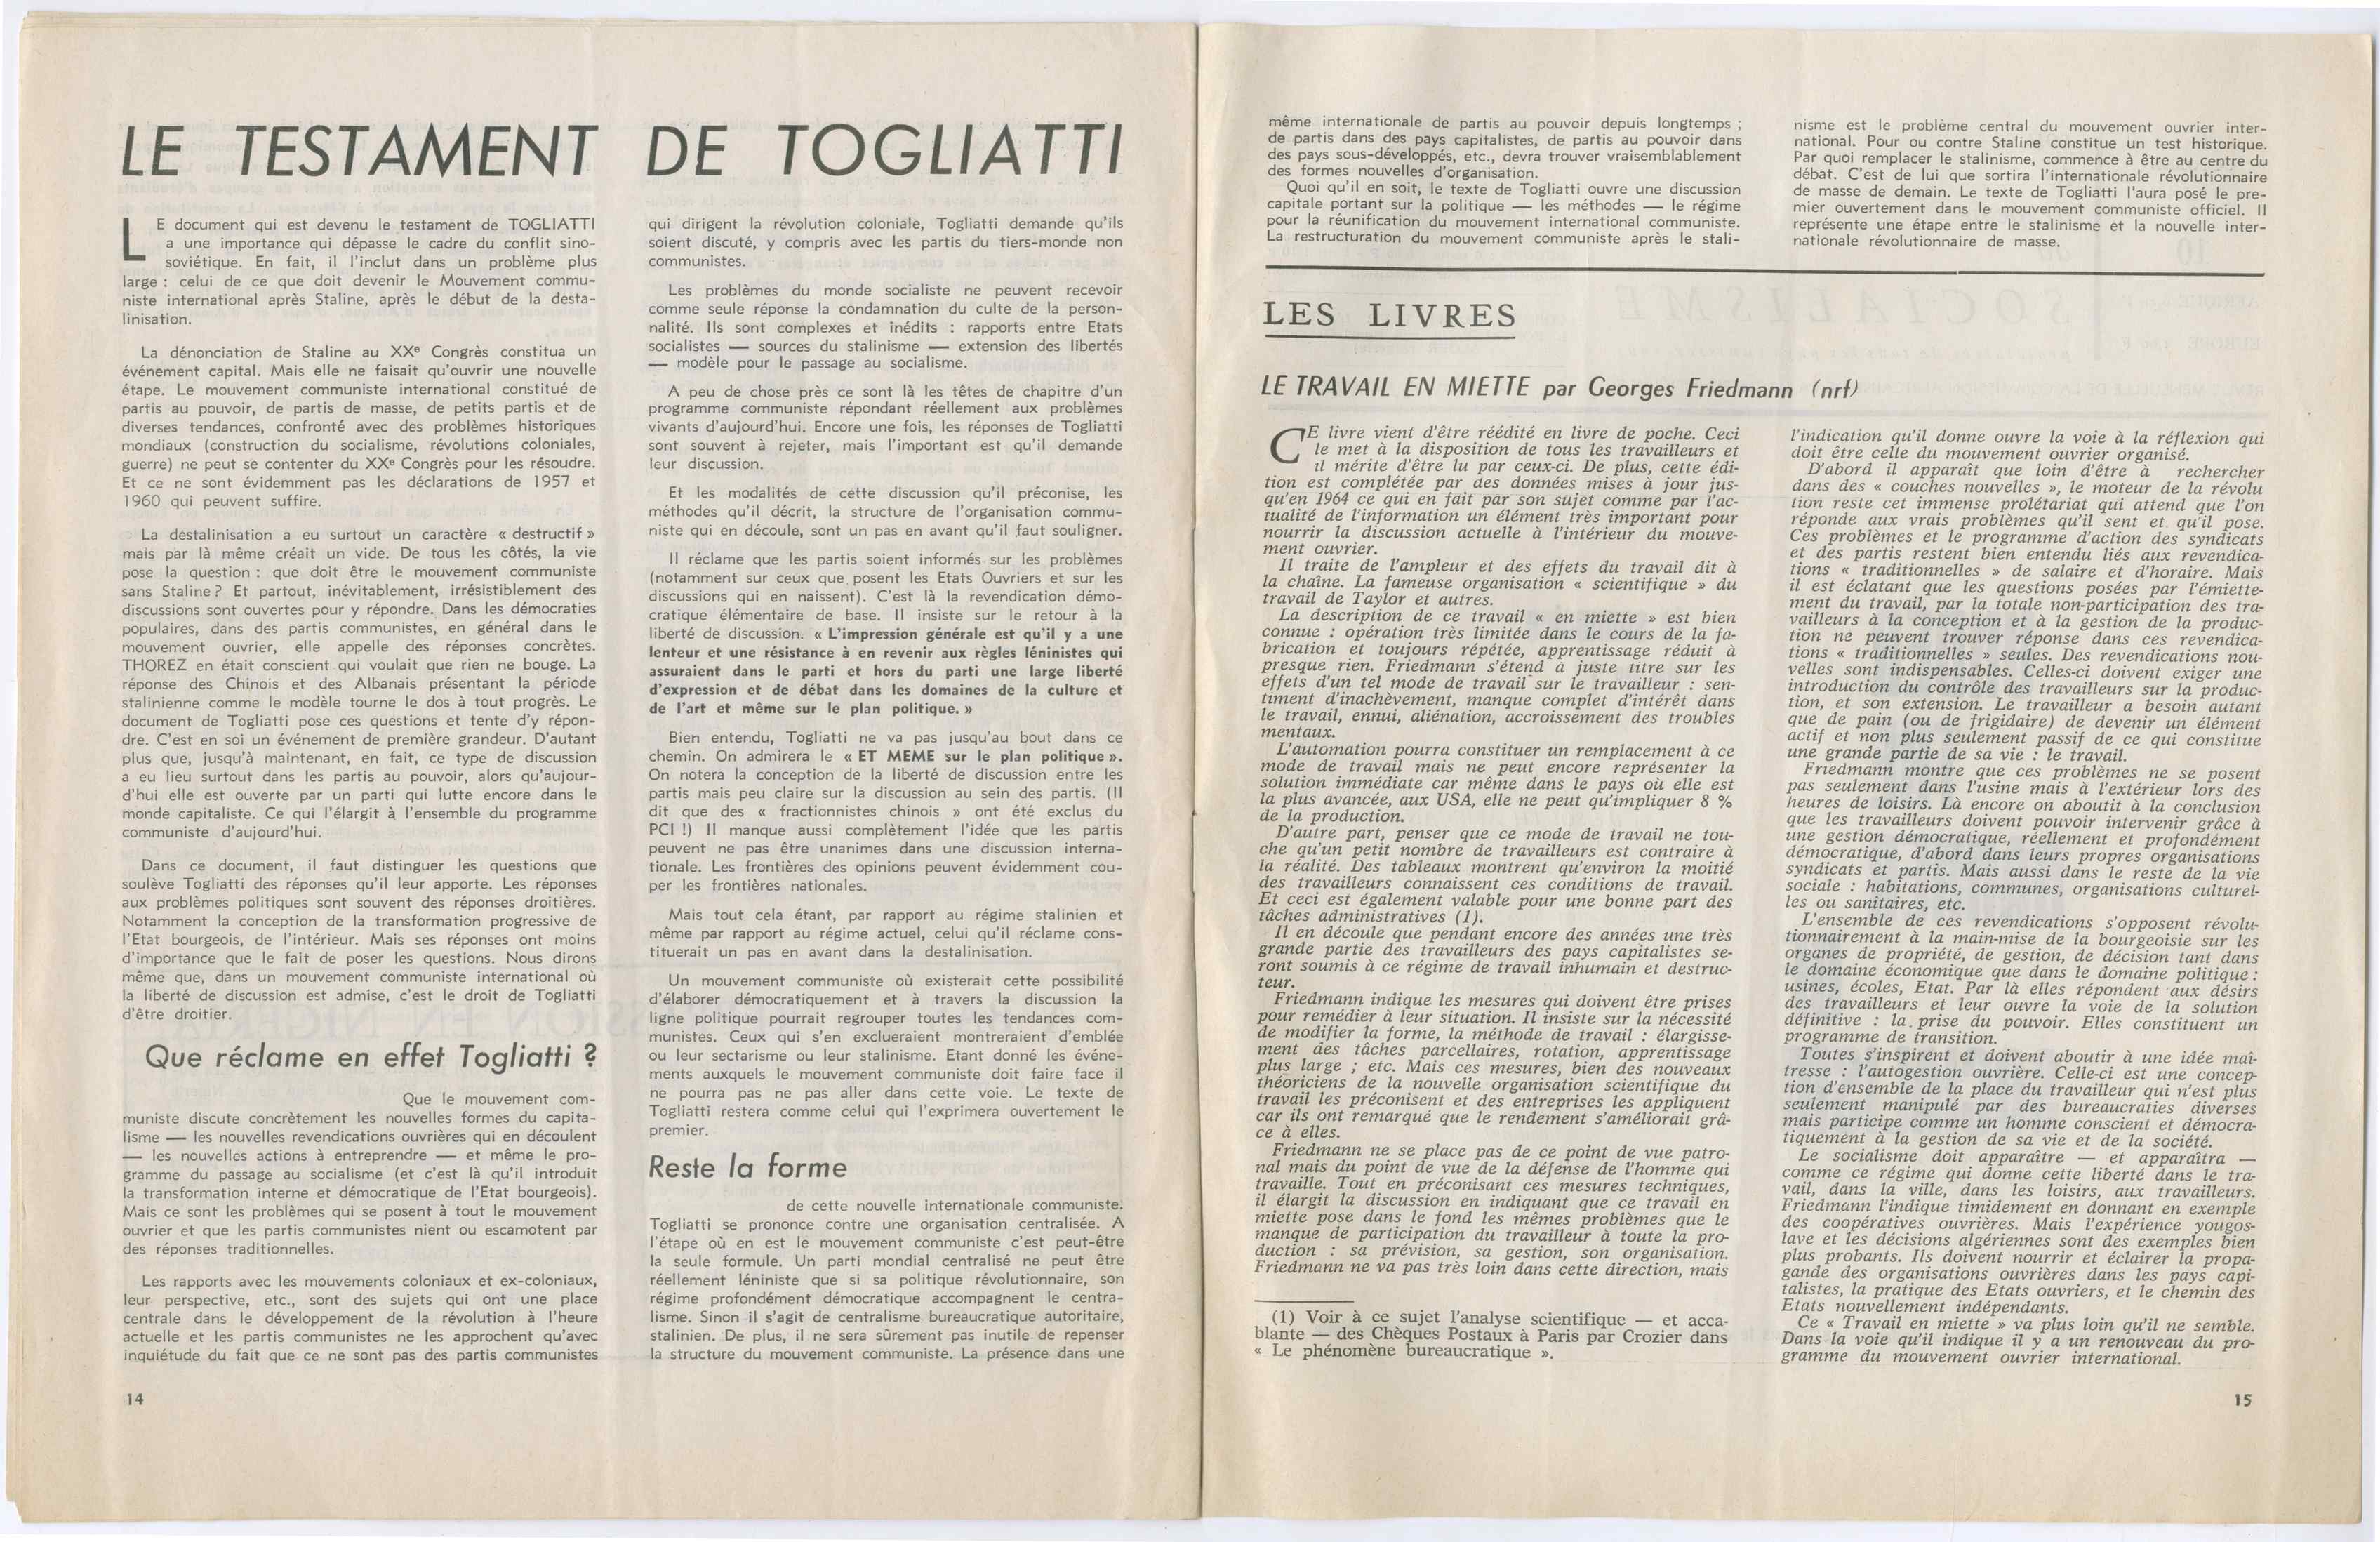 LE TESTAMENT DE TOGLIATTI
LE document qui est devenu le testament de TOGLIATTI
a une importance qui dépasse le cadre du conflit sino-
soviétique. En fait, il l'inclut dans un problème plus
large : celui de ce que doit devenir le Mouvement commu-
niste international après Staline, après le début de la desta-
linisation.
La dénonciation de Staline au XXe Congrès constitua un
événement capital. Mais elle ne faisait qu'ouvrir une nouvelle
étape. Le mouvement communiste international constitué de
partis au pouvoir, de partis de masse, de petits partis et de
diverses tendances, confronté avec des problèmes historiques
mondiaux (construction du socialisme, révolutions coloniales,
guerre) ne peut se contenter du XXe Congrès pour les résoudre.
Et ce ne sont évidemment pas les déclarations de 1957 et
1960 qui peuvent suffire.
La déstalinisation a eu surtout un caractère « destructif »
mais par là même créait un vide. De tous les côtés, la vie
pose la question : que doit être le mouvement communiste
sans Staline ? Et partout, inévitablement, irrésistiblement des
discussions sont ouvertes pour y répondre. Dans les démocraties
populaires, dans des partis communistes, en général dans le
mouvement ouvrier, elle appelle des réponses concrètes.
THOREZ en était conscient qui voulait que rien ne bouge. La
réponse des Chinois et des Albanais présentant la période
stalinienne comme le modèle tourne le dos à tout progrès. Le
document de Togliatti pose ces questions et tente d'y répon-
dre. C'est en soi un événement de première grandeur. D'autant
plus que, jusqu'à maintenant, en fait, ce type de discussion
a eu lieu surtout dans les partis au pouvoir, alors qu'aujour-
d'hui elle est ouverte par un parti qui lutte encore dans le
monde capitaliste. Ce qui l'élargit à l'ensemble du programme
communiste d'aujourd'hui.
Dans ce document, il faut distinguer les questions que
soulève Togliatti des réponses qu'il leur apporte. Les réponses
aux problèmes politiques sont souvent des réponses droitières.
Notamment la conception de la transformation progressive de
l'Etat bourgeois, de l'intérieur. Mais ses réponses ont moins
d'importance que le fait de poser les questions. Nous dirons
même que, dans un mouvement communiste international où
la liberté de discussion est admise, c'est le droit de Togliatti
d'être droitier.
Que réclame en effet Togliatti ?
Que le mouvement com-
muniste discute concrètement les nouvelles formes du capita-
lisme — les nouvelles revendications ouvrières qui en découlent
— les nouvelles actions à entreprendre — et même le pro-
gramme du passage au socialisme (et c'est là qu'il introduit
la transformation interne et démocratique de l'Etat bourgeois).
Mais ce sont les problèmes qui se posent à tout le mouvement
ouvrier et que les partis communistes nient ou escamotent par
des réponses traditionnelles.
Les rapports avec les mouvements coloniaux et ex-coloniaux,
leur perspective, etc., sont des sujets qui ont une place
centrale dans le développement de la révolution à l'heure
actuelle et les partis communistes ne les approchent qu'avec
inquiétude du fait que ce ne sont pas des partis communistes
14
qui dirigent la révolution coloniale, Togliatti demande qu'ils
soient discuté, y compris avec les partis du tiers-monde non
communistes.
Les problèmes du monde socialiste ne peuvent recevoir
comme seule réponse la condamnation du culte de la person-
nalité. Ils sont complexes et inédits : rapports entre Etats
socialistes — sources du stalinisme — extension des libertés
— modèle pour le passage au socialisme.
A peu de chose près ce sont là les têtes de chapitre d'un
programme communiste répondant réellement aux problèmes
vivants d'aujourd'hui. Encore une fois, les réponses de Togliatti
sont souvent à rejeter, mais l'important est qu'il demande
leur discussion.
Et les modalités de cette discussion qu'il préconise, les
méthodes qu'il décrit, la structure de l'organisation commu-
niste qui en découle, sont un pas en avant qu'il faut souligner.
Il réclame que les partis soient informés sur les problèmes
(notamment sur ceux que posent les Etats Ouvriers et sur les
discussions qui en naissent). C'est là la revendication démo-
cratique élémentaire de base. Il insiste sur le retour à la
liberté de discussion. « L'impression générale est qu'il y a une
lenteur et une résistance à en revenir aux règles léninistes qui
assuraient dans le parti et hors du parti une large liberté
d'expression et de débat dans les domaines de la culture et
de l'art et même sur le plan politique. »
Bien entendu, Togliatti ne va pas jusqu'au bout dans ce
chemin. On admirera le « ET MEME sur le plan politique ».
On notera la conception de la liberté de discussion entre les
partis mais peu claire sur la discussion au sein des partis. (Il
dit que des « fractionnistes chinois » ont été exclus du
PCI !) Il manque aussi complètement l'idée que les partis
peuvent ne pas être unanimes dans une discussion interna-
tionale. Les frontières des opinions peuvent évidemment cou-
per les frontières nationales.
Mais tout cela étant, par rapport au régime stalinien et
même par rapport au régime actuel, celui qu'il réclame cons-
tituerait un pas en avant dans la destalinisation.
Un mouvement communiste où existerait cette possibilité
d'élaborer démocratiquement et à travers la discussion la
ligne politique pourrait regrouper toutes les tendances com-
munistes. Ceux qui s'en exclueraient montreraient d'emblée
ou leur sectarisme ou leur stalinisme. Etant donné les événe-
ments auxquels le mouvement communiste doit faire face il
ne pourra pas ne pas aller dans cette voie. Le texte de
Togliatti restera comme celui qui l'exprimera ouvertement le
premier.
Reste la forme
de cette nouvelle internationale communiste.
Togliatti se prononce contre une organisation centralisée. A
l'étape où en est le mouvement communiste c'est peut-être
la seule formule. Un parti mondial centralisé ne peut être
réellement léniniste que si sa politique révolutionnaire, son
régime profondément démocratique accompagnent le centra-
lisme. Sinon il s'agit de centralisme bureaucratique autoritaire,
stalinien. De plus, il ne sera sûrement pas inutile de repenser
la structure du mouvement communiste. La présence dans une
même internationale de partis au pouvoir depuis longtemps ;
de partis dans des pays capitalistes, de partis au pouvoir dans
des pays sous-développés, etc., devra trouver vraisemblablement
des formes nouvelles d'organisation.
Quoi qu'il en soit, le texte de Togliatti ouvre une discussion
capitale portant sur la politique — les méthodes — le régime
pour la réunification du mouvement international communiste.
La restructuration du mouvement communiste après le stali-
nisme est le problème central du mouvement ouvrier inter-
national. Pour ou contre Staline constitue un test historique.
Par quoi remplacer le stalinisme, commence à être au centre du
débat. C'est de lui que sortira l'internationale révolutionnaire
de masse de demain. Le texte de Togliatti l'aura posé le pre-
mier ouvertement dans le mouvement communiste officiel. Il
représente une étape entre le stalinisme et la nouvelle inter-
nationale révolutionnaire de masse.
LES LIVRES
LE TRAVAIL EN MIETTE par Georges Friedmann (nrf)
CE livre vient d'être réédité en livre de poche. Ceci
le met à la disposition de tous les travailleurs et
il mérite d'être lu par ceux-ci. De plus, cette édi-
tion est complétée par des données mises à jour jus-
qu'en 1964 ce qui en fait par son sujet comme par l'ac-
tualité de l'information un élément très important pour
nourrir la discussion actuelle à l'intérieur du mouve-
ment ouvrier.
Il traite de l'ampleur et des effets du travail dit à
la chaîne. La fameuse organisation « scientifique » du
travail de Taylor et autres.
La description de ce travail « en miette » est bien
connue : opération très limitée dans le cours de la fa-
brication et toujours répétée, apprentissage réduit à
presque rien. Friedmann s'étend à juste titre sur les
effets d'un tel mode de travail sur le travailleur : sen-
timent d'inachèvement, manque complet d'intérêt dans
le travail, ennui, aliénation, accroissement des troubles
mentaux.
L'automation pourra constituer un remplacement à ce
mode de travail mais ne peut encore représenter la
solution immédiate car même dans le pays où elle est
la plus avancée, aux USA, elle ne peut qu'impliquer 8 %
de la production.
D'autre part, penser que ce mode de travail ne tou-
che qu'un petit nombre de travailleurs est contraire à
la réalité. Des tableaux montrent qu'environ la moitié
des travailleurs connaissent ces conditions de travail.
Et ceci est également valable pour une bonne part des
tâches administratives (1).
Il en découle que pendant encore des années une très
grande partie des travailleurs des pays capitalistes se-
ront soumis à ce régime de travail inhumain et destruc-
teur.
Friedmann indique les mesures qui doivent être prises
pour remédier à leur situation. Il insiste sur la nécessité
de modifier la forme, la méthode de travail : élargisse-
ment des tâches parcellaires, rotation, apprentissage
plus large ; etc. Mais ces mesures, bien des nouveaux
théoriciens de la nouvelle organisation scientifique du
travail les préconisent et des entreprises les appliquent
car ils ont remarqué que le rendement s'améliorait grâ-
ce à elles.
Friedmann ne se place pas de ce point de vue patro-
nal mais du point de vue de la défense de l'homme qui
travaille. Tout en préconisant ces mesures techniques,
il élargit la discussion en indiquant que ce travail en
miette pose dans le fond les mêmes problèmes que le
manque de participation du travailleur à toute la pro-
duction : sa prévision, sa gestion, son organisation.
Friedmann ne va pas très loin dans cette direction, mais
(1) Voir à ce sujet l'analyse scientifique — et acca-
blante — des Chèques Postaux à Paris par Crozier dans
« Le phénomène bureaucratique ».
l'indication qu'il donne ouvre la voie à la réflexion qui
doit être celle du mouvement ouvrier organisé.
D'abord il apparaît que loin d'être à rechercher
dans des « couches nouvelles », le moteur de la révolu
tion reste cet immense prolétariat qui attend que l'on
réponde aux vrais problèmes qu'il sent et qu'il pose.
Ces problèmes et le programme d'action des syndicats
et des partis restent bien entendu liés aux revendica-
tions « traditionnelles » de salaire et d'horaire. Mais
il est éclatant que les questions posées par l'émiette-
ment du travail, par la totale non-participation des tra-
vailleurs à la conception et à la gestion de la produc-
tion ne peuvent trouver réponse dans ces revendica-
tions « traditionnelles » seules. Des revendications nou-
velles sont indispensables. Celles-ci doivent exiger une
introduction du contrôle des travailleurs sur la produc-
tion, et son extension. Le travailleur a besoin autant
que de pain (ou de frigidaire) de devenir un élément
actif et non plus seulement passif de ce qui constitue
une grande partie de sa vie : le travail.
Friedmann montre que ces problèmes ne se posent
pas seulement dans l'usine mais à l'extérieur lors des
heures de loisirs. Là encore on aboutit à la conclusion
que les travailleurs doivent pouvoir intervenir grâce à
une gestion démocratique, réellement et profondément
démocratique, d'abord dans leurs propres organisations
syndicats et partis. Mais aussi dans le reste de la vie
sociale : habitations, communes, organisations culturel-
les ou sanitaires, etc.
L'ensemble de ces revendications s'opposent révolu-
tionnairement à la main-mise de la bourgeoisie sur les
organes de propriété, de gestion, de décision tant dans
le domaine économique que dans le domaine politique :
usines, écoles, Etat. Par là elles répondent aux désirs
des travailleurs et leur ouvre la voie de la solution
définitive : la prise du pouvoir. Elles constituent un
programme de transition.
Toutes s'inspirent et doivent aboutir à une idée maî-
tresse : l'autogestion ouvrière. Celle-ci est une concep-
tion d'ensemble de la place du travailleur qui n'est plus
seulement manipulé par des bureaucraties diverses
mais participe comme un homme conscient et démocra-
tiquement à la gestion de sa vie et de la société.
Le socialisme doit apparaître — et apparaîtra —
comme ce régime qui donne cette liberté dans le tra-
vail, dans la ville, dans les loisirs, aux travailleurs.
Friedmann l'indique timidement en donnant en exemple
des coopératives ouvrières. Mais l'expérience yougos-
lave et les décisions algériennes sont des exemples bien
plus probants. Ils doivent nourrir et éclairer la propa-
gande des organisations ouvrières dans les pays capi-
talistes, la pratique des Etats ouvriers, et le chemin des
Etats nouvellement indépendants.
Ce « Travail en miette » va plus loin qu'il ne semble.
Dans la voie qu'il indique il y a un renouveau du pro-
gramme du mouvement ouvrier international.
15